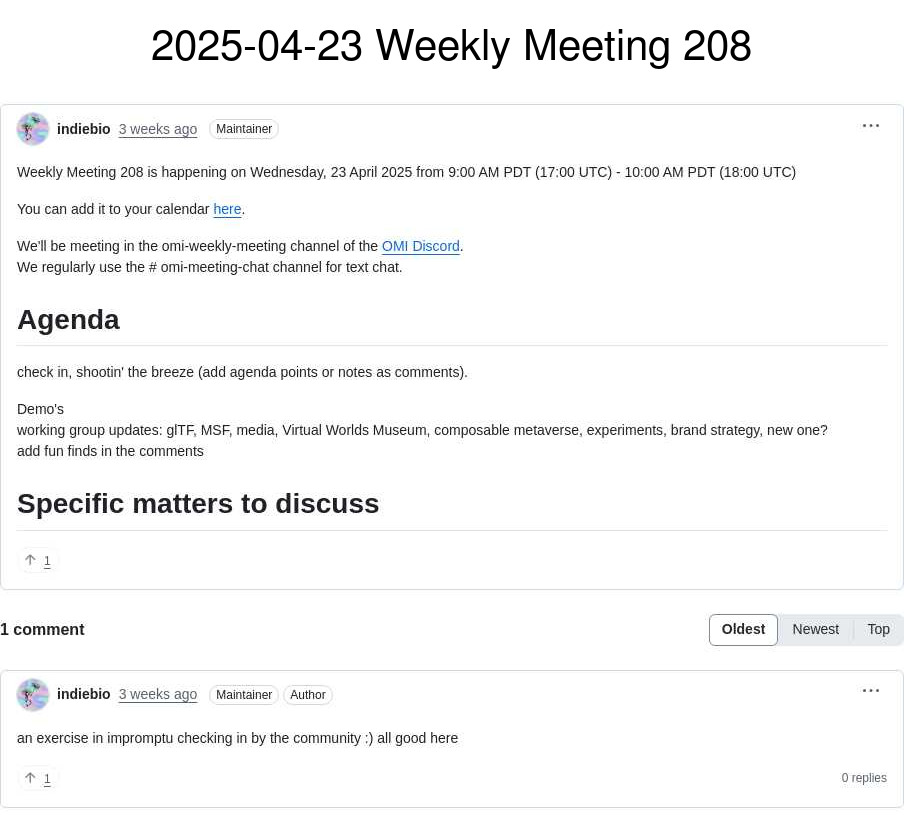 2025-04-23 Weekly Meeting 208
indiebio 3 weeks ago Maintainer
Weekly Meeting 208 is happening on Wednesday, 23 April 2025 from 9:00 AM PDT (17:00 UTC) - 10:00 AM PDT (18:00 UTC)
You can add it to your calendar here.
We'll be meeting in the omi-weekly-meeting channel of the OMI Discord.
We regularly use the # omi-meeting-chat channel for text chat.
Agenda
check in, shootin' the breeze (add agenda points or notes as comments).
Demo's
working group updates: glTF, MSF, media, Virtual Worlds Museum, composable metaverse, experiments, brand strategy, new one?
add fun finds in the comments
Specific matters to discuss
1
1 comment
Oldest Newest Top
indiebio 3 weeks ago Maintainer Author
an exercise in impromptu checking in by the community :) all good here
1 0 replies